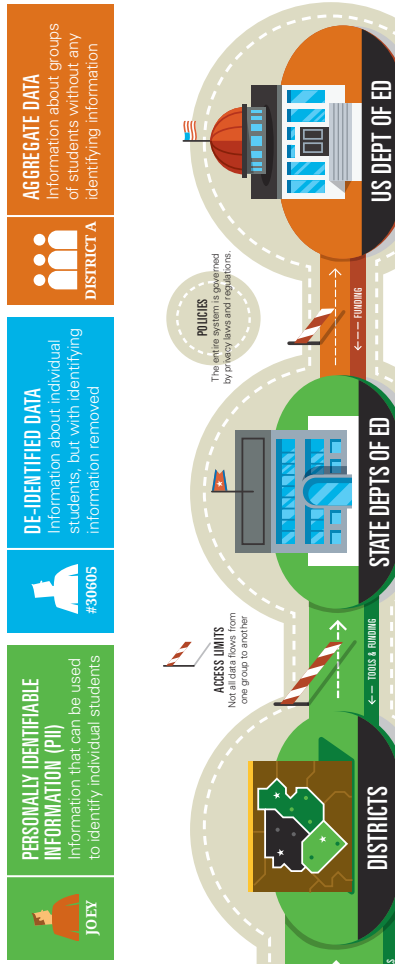 JOEY
PERSONALLY IDENTIFIABLE
INFORMATION (PII)
Information that can be used
to identify individual students
#30605
DE-IDENTIFIED DATA
Information about individual
students, but with identifying
information removed
DISTRICT A
AGGREGATE DATA
Information about groups
of students without any
identifying information
ACCESS LIMITS
Not all data flows from
one group to another
POLICIES
The entire system is governed
by privacy laws and regulations.
DISTRICTS
TOOLS & FUNDING
STATE DEPTS OF ED
FUNDING
US DEPT OF ED